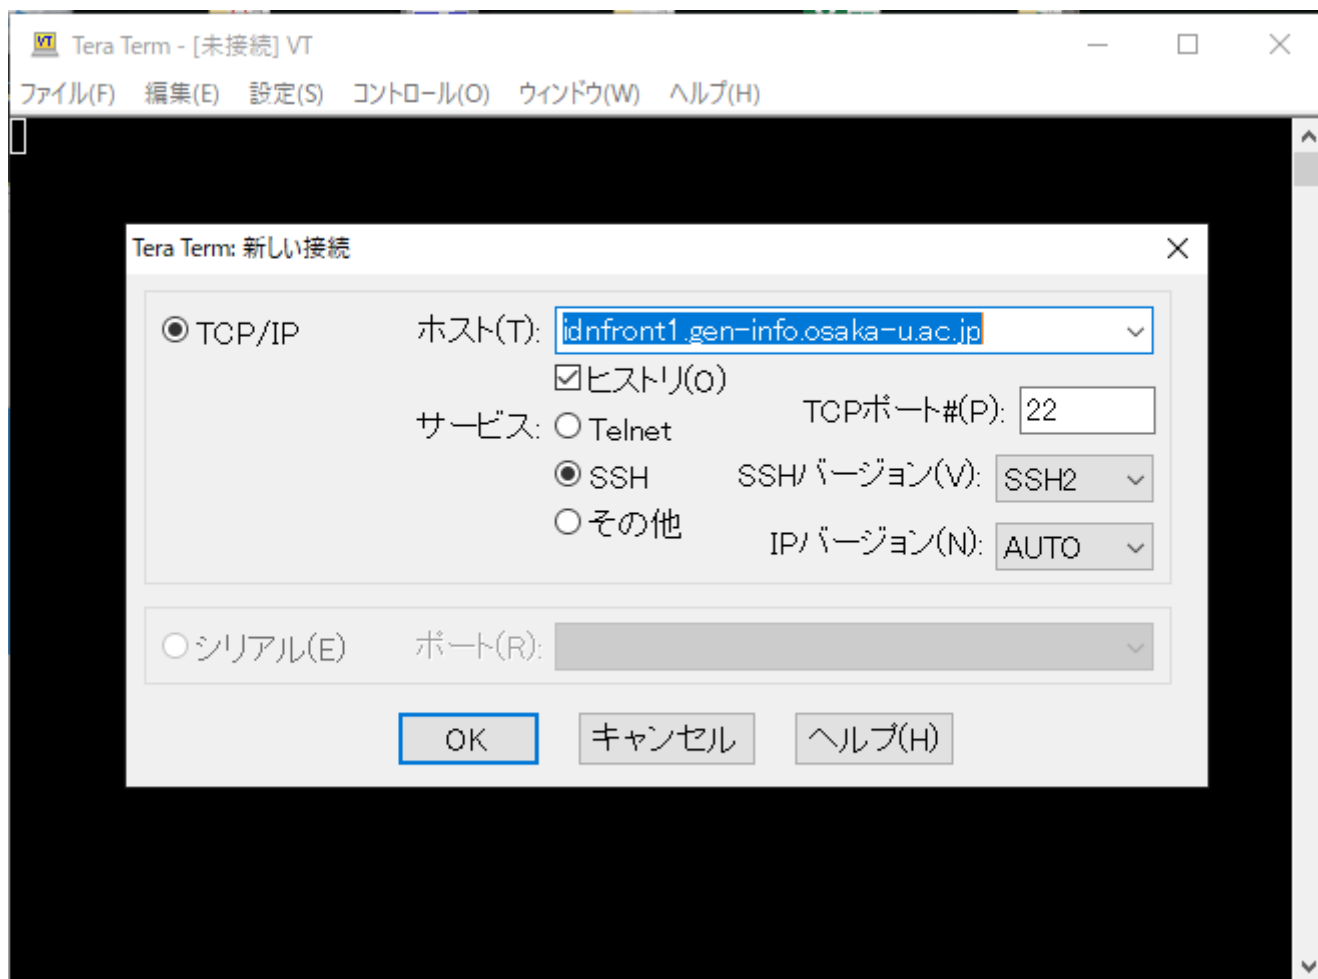 VT Tera Term - [未接続] VT
ファイル(F) 編集(E) 設定(S) コントロール(O) ウィンドウ(W) ヘルプ(H)
Tera Term: 新しい接続
TCP/IP ホスト(T): idnfront1.gen-info.osaka-u.ac.jp
ヒストリ(O)
サービス: Telnet TCPポート#(P): 22
SSH SSHバージョン(V): SSH2
その他 IPバージョン(N): AUTO
シリアル(E) ポート(R):
OK キャンセル ヘルプ(H)